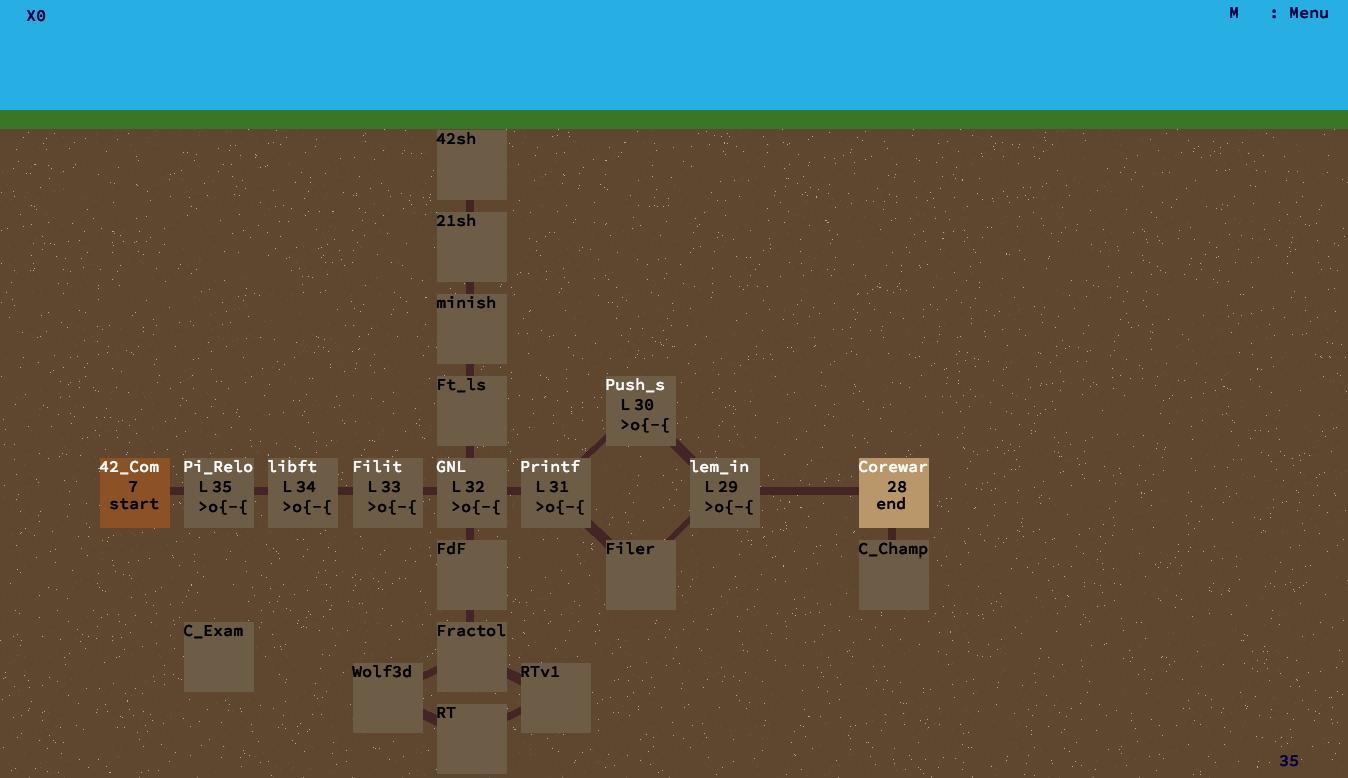 X0
M : Menu
42sh
21sh
minish
Ft_ls
Push_s
L 30
>o{-{
42_Com
7
start
Pi_Relo
L 35
>o{-{
libft
L 34
>o{-{
Filit
L 33
>o{-{
GNL
L 32
>o{-{
Printf
L 31
>o{-{
lem_in
L 29
>o{-{
Corewar
28
end
FdF
Filer
C_Champ
C_Exam
Fractol
Wolf3d
RTv1
RT
35